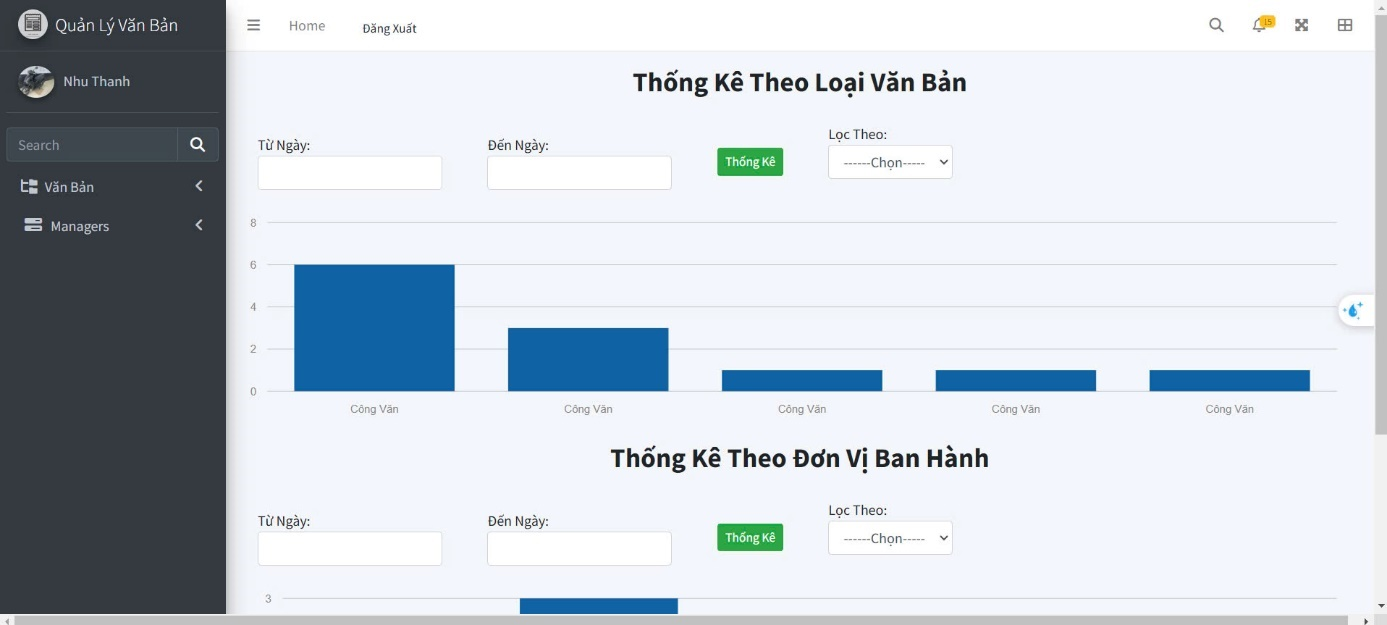 Quản Lý Văn Bản
Home
Đăng Xuất
15
Nhu Thanh
Search
Văn Bản
Managers
Thống Kê Theo Loại Văn Bản
Từ Ngày:
Đến Ngày:
Thống Kê
Lọc Theo:
------Chọn-----
8
6
4
2
0
Công Văn
Công Văn
Công Văn
Công Văn
Công Văn
Thống Kê Theo Đơn Vị Ban Hành
Từ Ngày:
Đến Ngày:
Thống Kê
Lọc Theo:
------Chọn-----
3